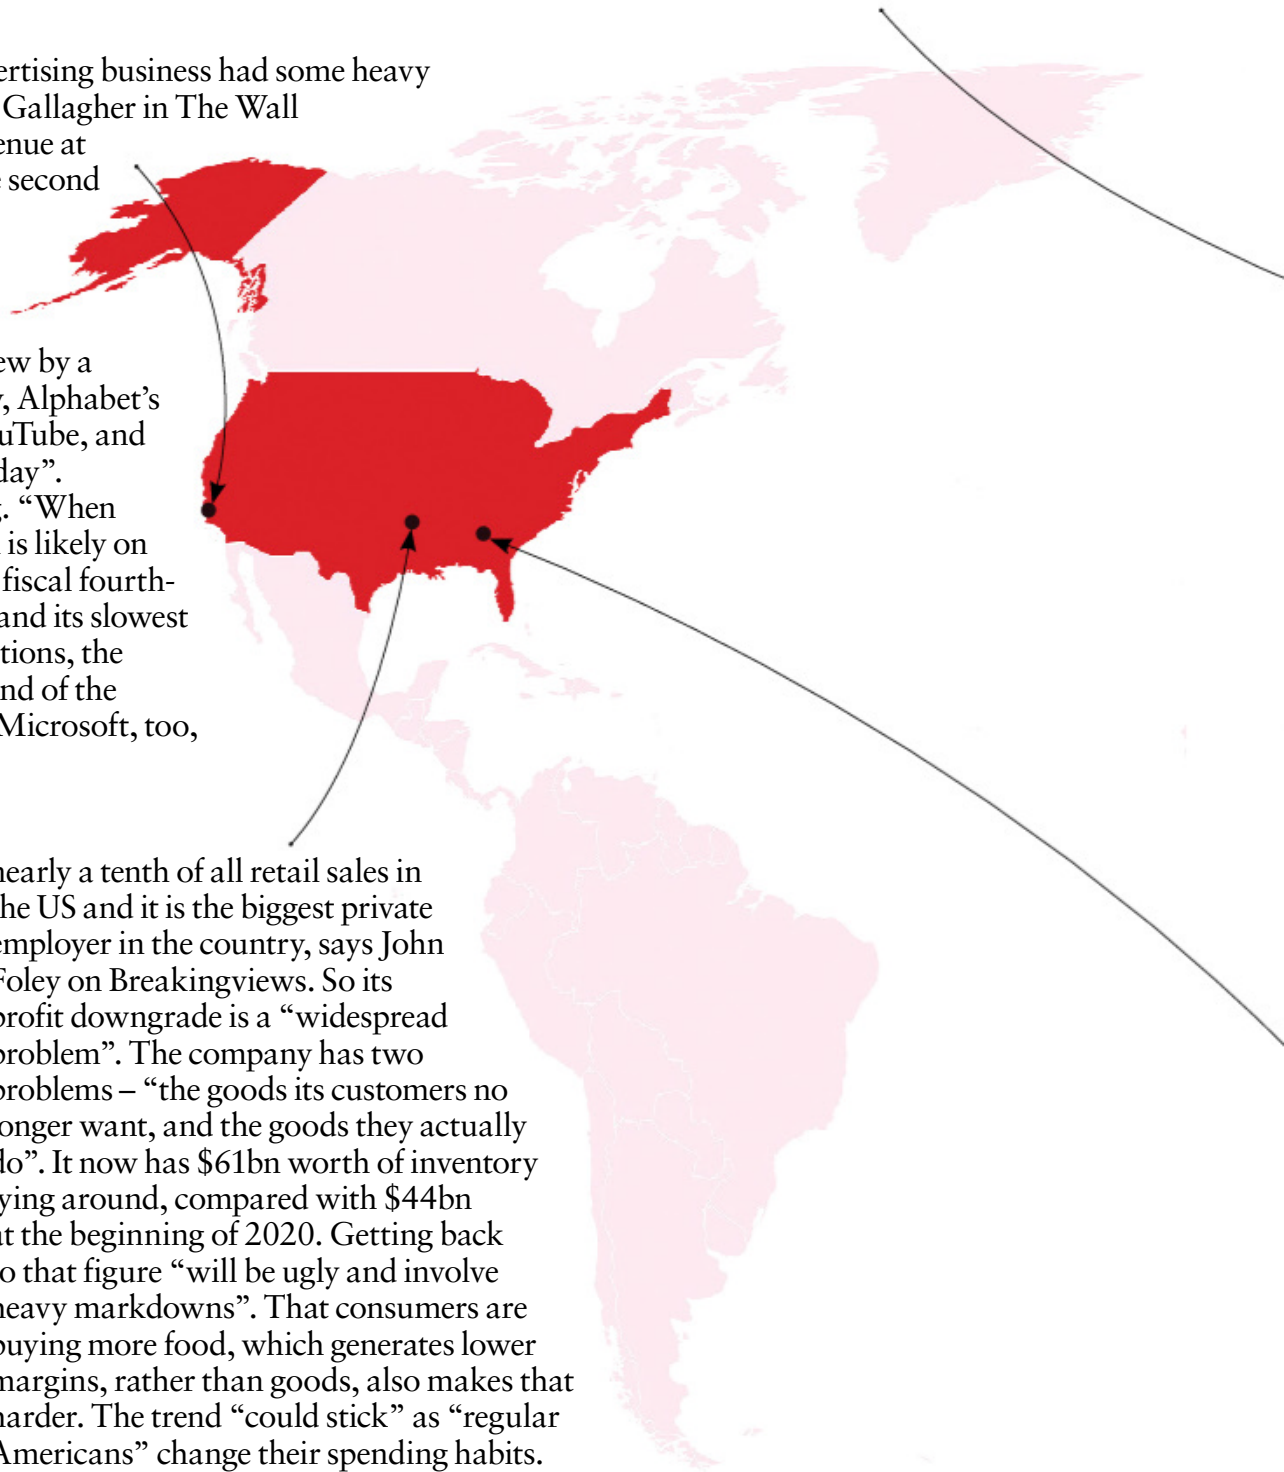 ertising business had some heavy
Gallagher in The Wall
enue at
second
ew by a
, Alphabet’s
uTube, and
day”.
. “When
is likely on
fiscal fourth-
and its slowest
tions, the
nd of the
Microsoft, too,
nearly a tenth of all retail sales in
the US and it is the biggest private
employer in the country, says John
Foley on Breakingviews. So its
profit downgrade is a “widespread
problem”. The company has two
problems – “the goods its customers no
longer want, and the goods they actually
do”. It now has $61bn worth of inventory
lying around, compared with $44bn
at the beginning of 2020. Getting back
to that figure “will be ugly and involve
heavy markdowns”. That consumers are
buying more food, which generates lower
margins, rather than goods, also makes that
harder. The trend “could stick” as “regular
Americans” change their spending habits.